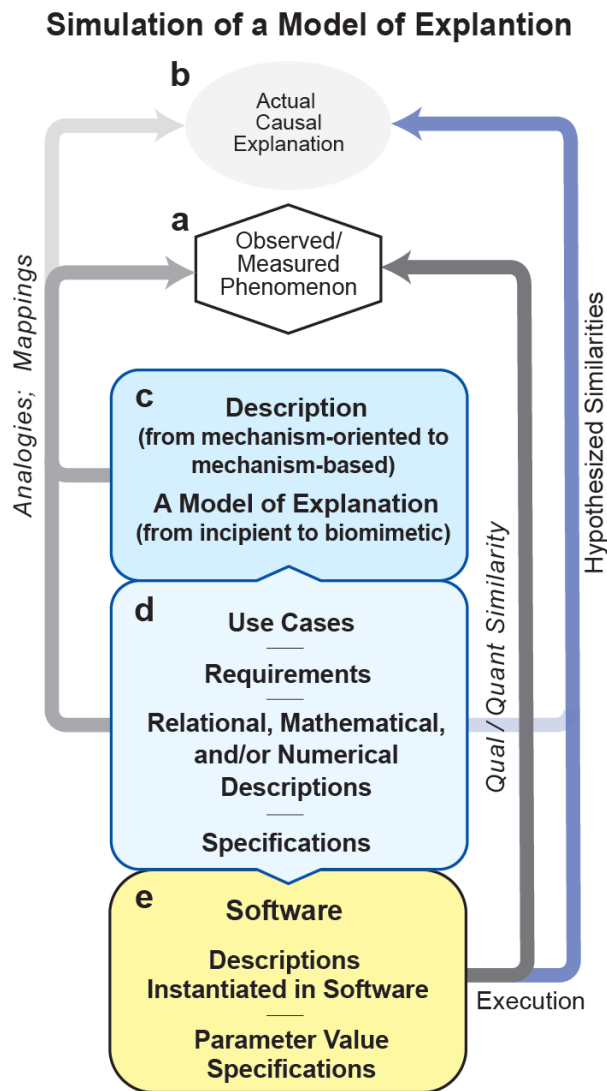 Simulation of a Model of Explantion
b
Actual
Causal
Explanation
a
Observed/
Measured
Phenomenon
Analogies; Mappings
c
Description
(from mechanism-oriented to
mechanism-based)
A Model of Explanation
(from incipient to biomimetic)
d
Use Cases
Requirements
Relational, Mathematical,
and/or Numerical
Descriptions
Specifications
e
Software
Descriptions
Instantiated in Software
Parameter Value
Specifications
Qual / Quant Similarity
Hypothesized Similarities
Execution